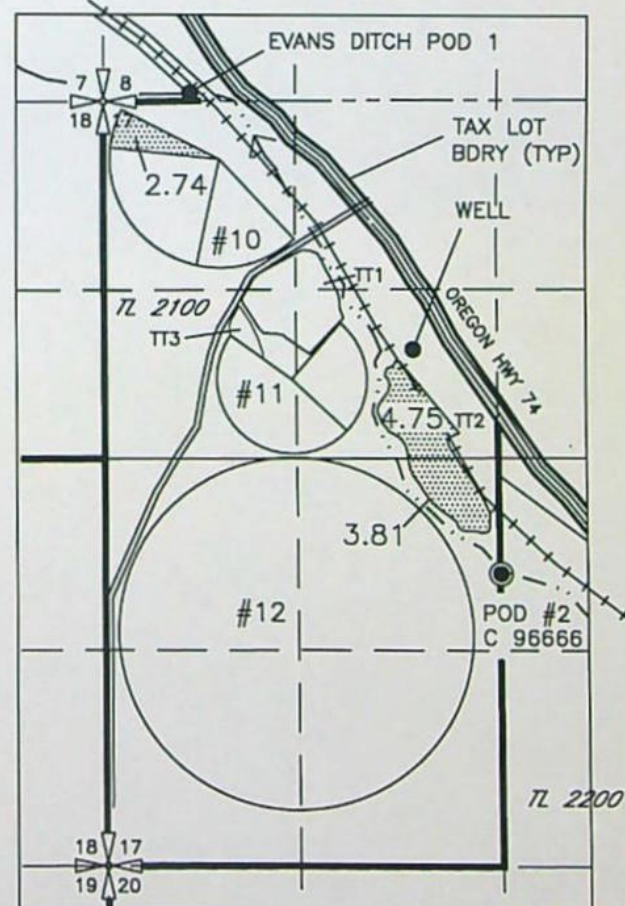 EVANS DITCH POD 1
7 8
18 17
TAX LOT
BDRY (TYP)
2.74
WELL
#10
TT1
TL 2100
OREGON HWY 74
TT3
#11
4.75 TT2
3.81
#12
POD #2
C 96666
TL 2200
18 17
19 20